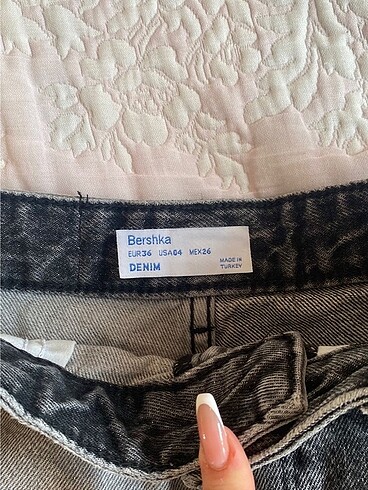 Bershka
EUR36 USA04 MEX26
DENIM
MADE IN
TURKEY